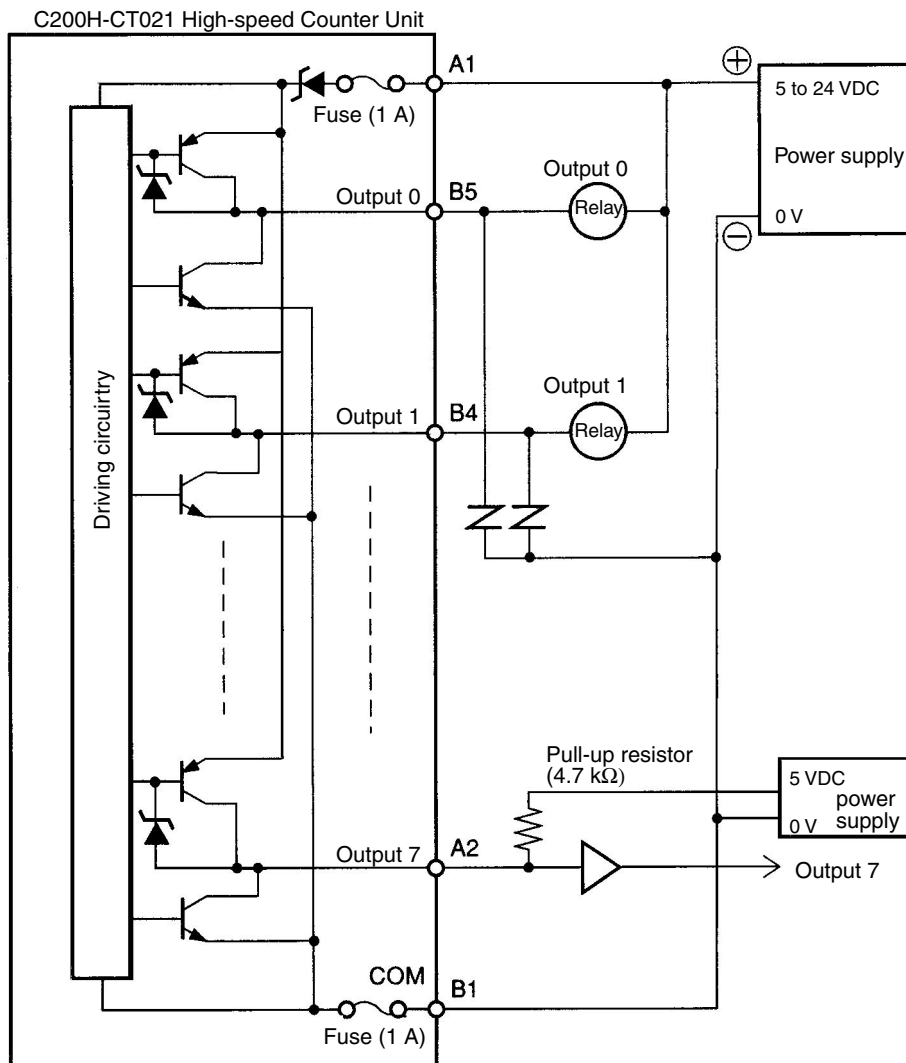 C200H-CT021 High-speed Counter Unit
A1
Fuse (1 A)
5 to 24 VDC
Power supply
0 V
Output 0
B5
Output 0
Relay
Output 1
B4
Output 1
Relay
Driving circuirtry
Pull-up resistor
(4.7 kΩ)
5 VDC
power
supply
0 V
Output 7
A2
Output 7
COM
B1
Fuse (1 A)